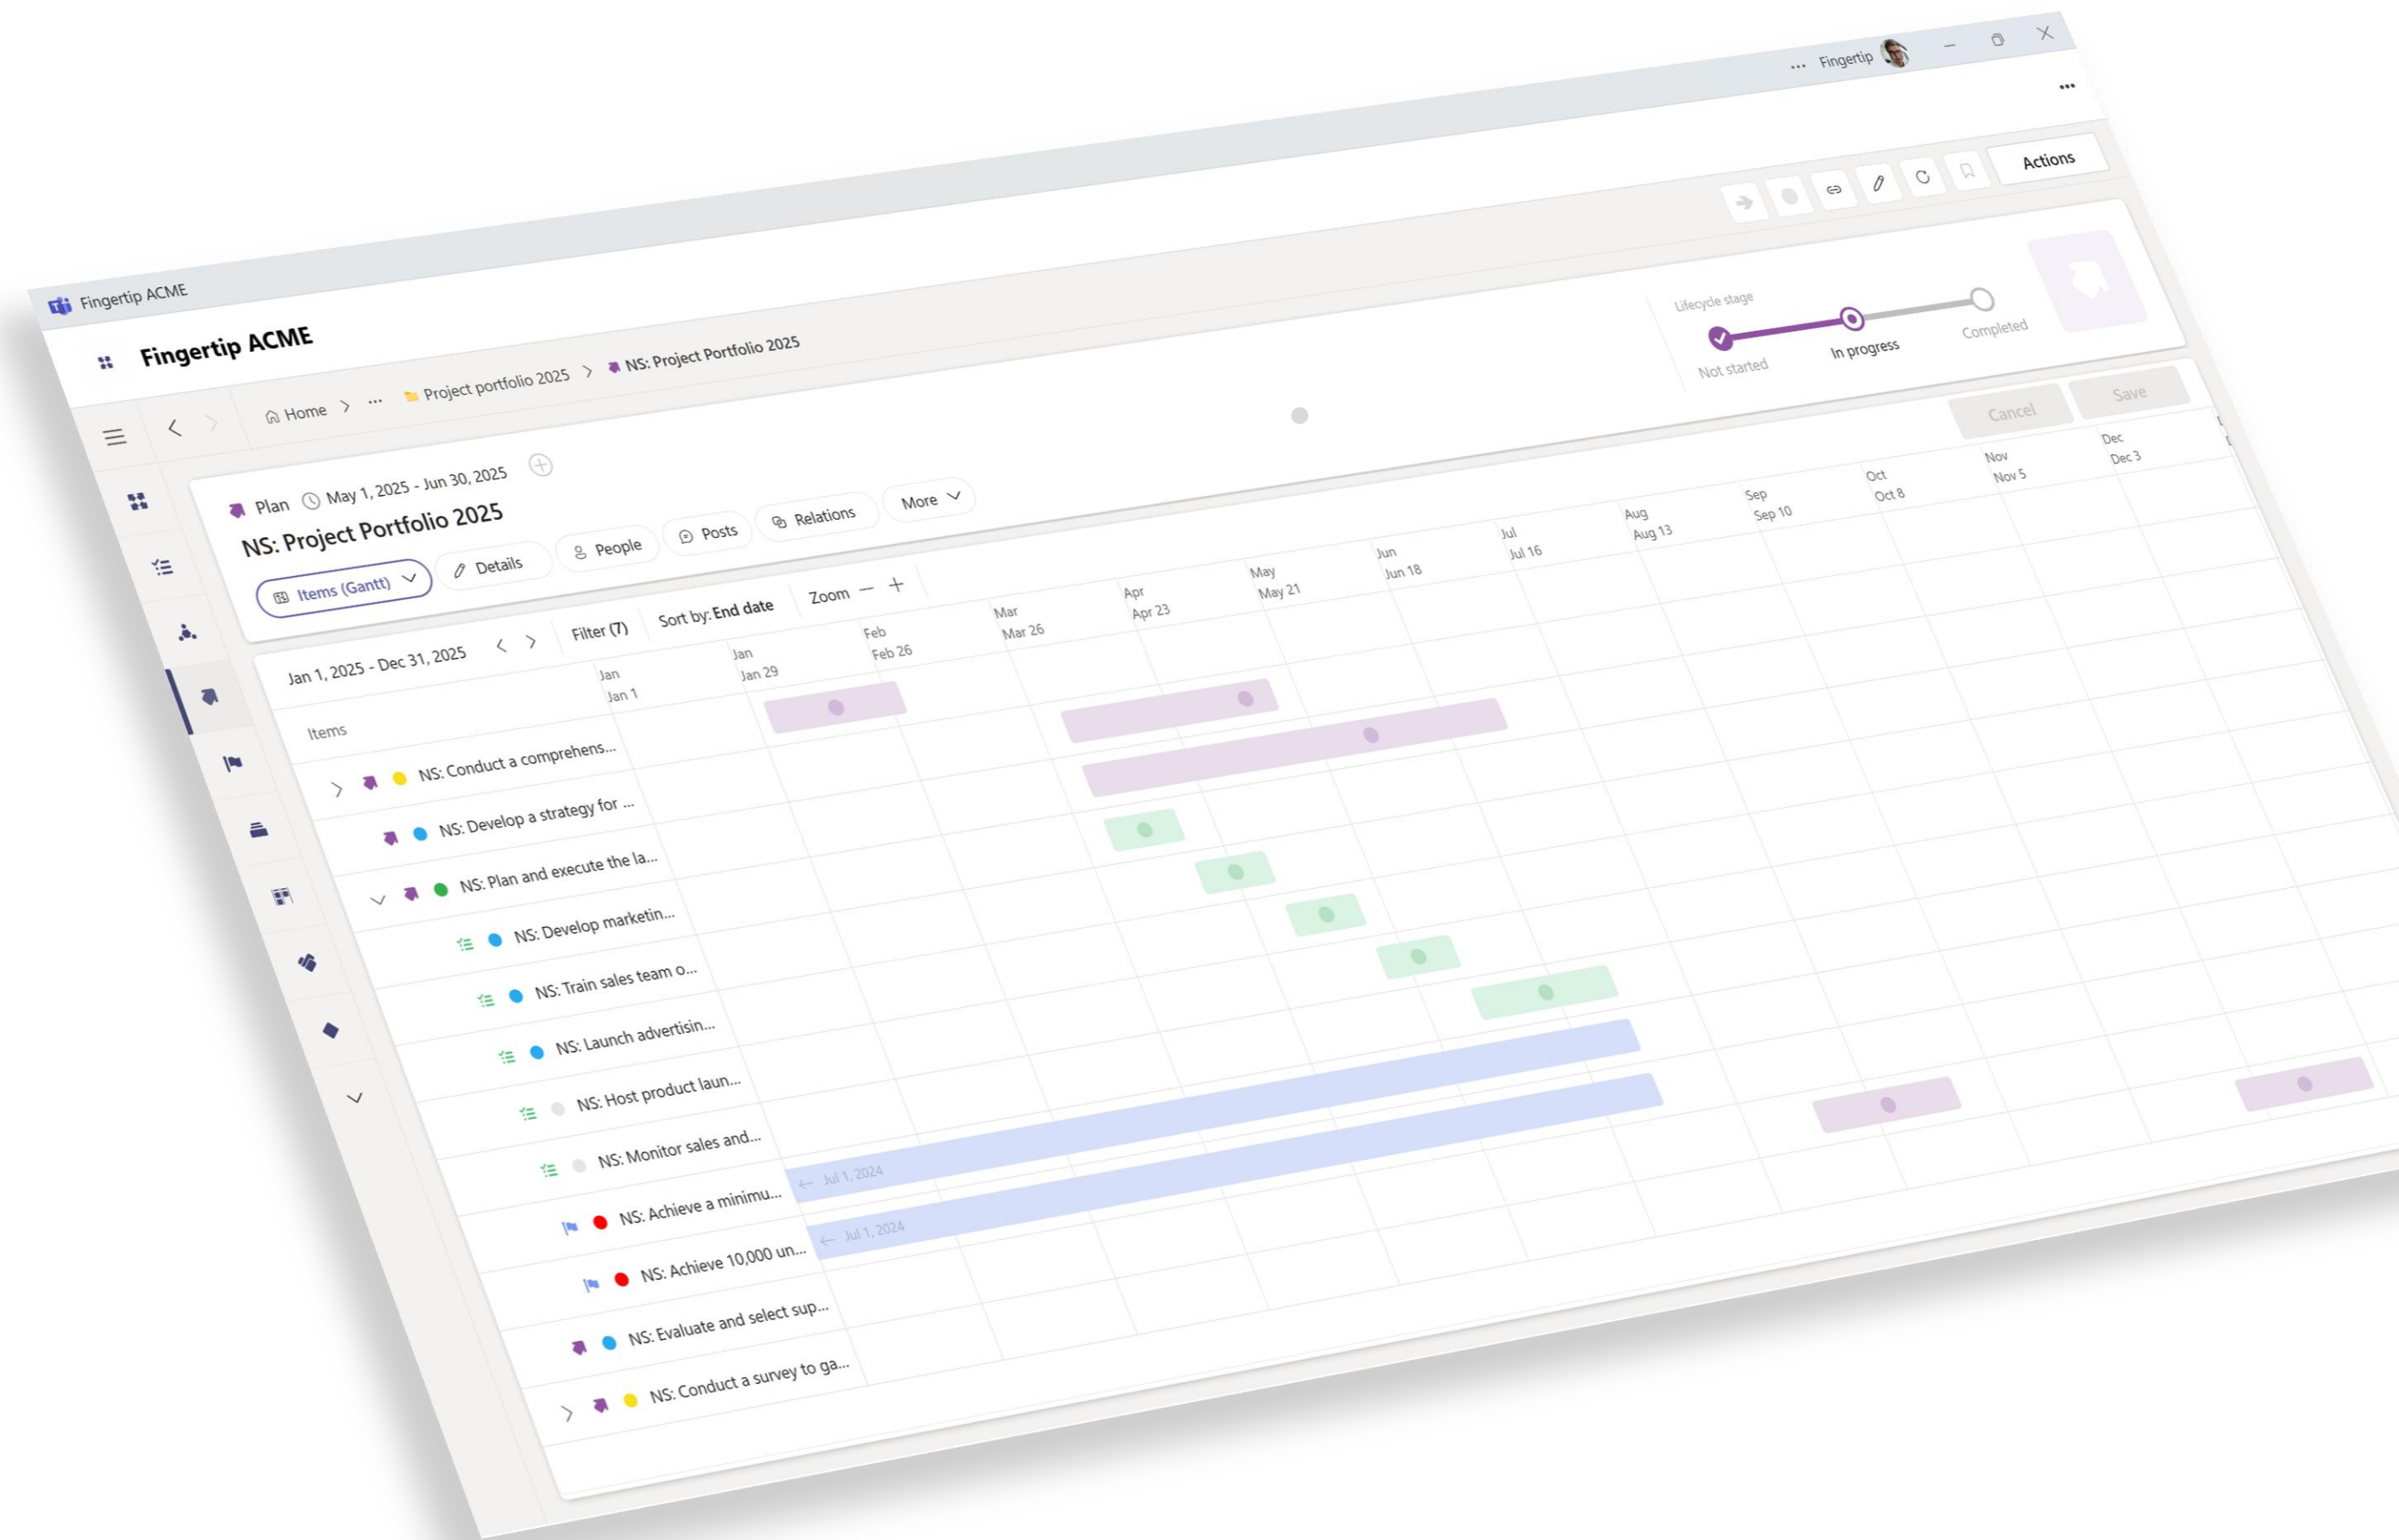 Fingertip ACME
... Fingertip
Fingertip ACME
...
Home > ... Project portfolio 2025 > NS: Project Portfolio 2025
Actions
Plan May 1, 2025 - Jun 30, 2025
NS: Project Portfolio 2025
Items (Gantt) Details People Posts Relations More
Lifecycle stage
Not started In progress Completed
Cancel Save
Jan 1, 2025 - Dec 31, 2025 < > Filter (7) Sort by: End date Zoom − +
Jan Jan Feb Mar Apr May Jun Jul Aug Sep Oct Nov Dec
Items Jan 1 Jan 29 Feb 26 Mar 26 Apr 23 May 21 Jun 18 Jul 16 Aug 13 Sep 10 Oct 8 Nov 5 Dec 3
NS: Conduct a comprehens...
NS: Develop a strategy for ...
NS: Plan and execute the la...
NS: Develop marketin...
NS: Train sales team o...
NS: Launch advertisin...
NS: Host product laun...
NS: Monitor sales and...
NS: Achieve a minimu... ← Jul 1, 2024
NS: Achieve 10,000 un... ← Jul 1, 2024
NS: Evaluate and select sup...
NS: Conduct a survey to ga...